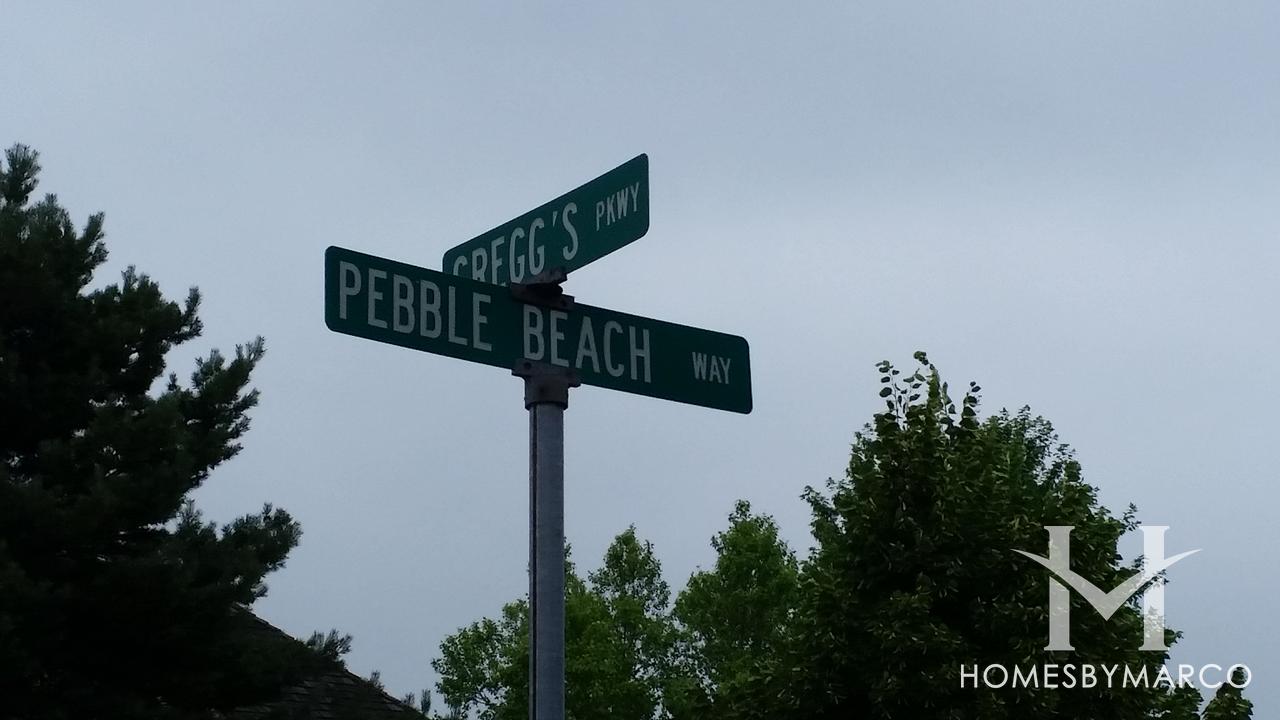 GREGG'S PKWY
PEBBLE BEACH WAY
HOMESBYMARCO